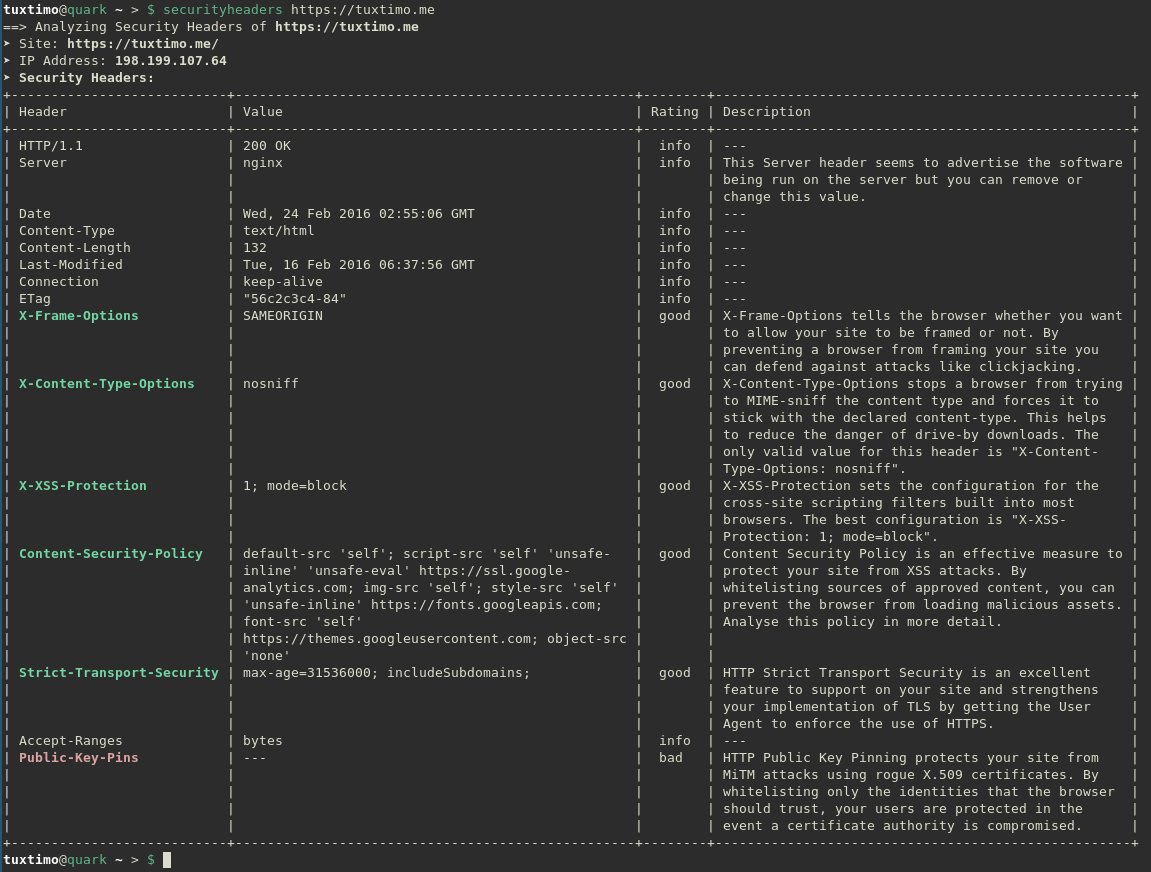 tuxtimo@quark ~ > $ securityheaders https://tuxtimo.me
==> Analyzing Security Headers of https://tuxtimo.me
➤ Site: https://tuxtimo.me/
➤ IP Address: 198.199.107.64
➤ Security Headers:
+---------------------------+--------------------------------------------------+--------+----------------------------------------------------+
| Header                    | Value                                            | Rating | Description                                        |
+---------------------------+--------------------------------------------------+--------+----------------------------------------------------+
| HTTP/1.1                  | 200 OK                                           |  info  | ---                                                |
| Server                    | nginx                                            |  info  | This Server header seems to advertise the software |
|                           |                                                  |        | being run on the server but you can remove or      |
|                           |                                                  |        | change this value.                                 |
| Date                      | Wed, 24 Feb 2016 02:55:06 GMT                    |  info  | ---                                                |
| Content-Type              | text/html                                        |  info  | ---                                                |
| Content-Length            | 132                                              |  info  | ---                                                |
| Last-Modified             | Tue, 16 Feb 2016 06:37:56 GMT                    |  info  | ---                                                |
| Connection                | keep-alive                                       |  info  | ---                                                |
| ETag                      | "56c2c3c4-84"                                    |  info  | ---                                                |
| X-Frame-Options           | SAMEORIGIN                                       |  good  | X-Frame-Options tells the browser whether you want |
|                           |                                                  |        | to allow your site to be framed or not. By         |
|                           |                                                  |        | preventing a browser from framing your site you    |
|                           |                                                  |        | can defend against attacks like clickjacking.      |
| X-Content-Type-Options    | nosniff                                          |  good  | X-Content-Type-Options stops a browser from trying |
|                           |                                                  |        | to MIME-sniff the content type and forces it to    |
|                           |                                                  |        | stick with the declared content-type. This helps   |
|                           |                                                  |        | to reduce the danger of drive-by downloads. The    |
|                           |                                                  |        | only valid value for this header is "X-Content-    |
|                           |                                                  |        | Type-Options: nosniff".                            |
| X-XSS-Protection          | 1; mode=block                                    |  good  | X-XSS-Protection sets the configuration for the    |
|                           |                                                  |        | cross-site scripting filters built into most       |
|                           |                                                  |        | browsers. The best configuration is "X-XSS-        |
|                           |                                                  |        | Protection: 1; mode=block".                        |
| Content-Security-Policy   | default-src 'self'; script-src 'self' 'unsafe-   |  good  | Content Security Policy is an effective measure to |
|                           | inline' 'unsafe-eval' https://ssl.google-        |        | protect your site from XSS attacks. By             |
|                           | analytics.com; img-src 'self'; style-src 'self'  |        | whitelisting sources of approved content, you can  |
|                           | 'unsafe-inline' https://fonts.googleapis.com;    |        | prevent the browser from loading malicious assets. |
|                           | font-src 'self'                                  |        | Analyse this policy in more detail.                |
|                           | https://themes.googleusercontent.com; object-src |        |                                                    |
|                           | 'none'                                           |        |                                                    |
| Strict-Transport-Security | max-age=31536000; includeSubdomains;             |  good  | HTTP Strict Transport Security is an excellent     |
|                           |                                                  |        | feature to support on your site and strengthens    |
|                           |                                                  |        | your implementation of TLS by getting the User     |
|                           |                                                  |        | Agent to enforce the use of HTTPS.                 |
| Accept-Ranges             | bytes                                            |  info  | ---                                                |
| Public-Key-Pins           | ---                                              |  bad   | HTTP Public Key Pinning protects your site from    |
|                           |                                                  |        | MiTM attacks using rogue X.509 certificates. By    |
|                           |                                                  |        | whitelisting only the identities that the browser  |
|                           |                                                  |        | should trust, your users are protected in the      |
|                           |                                                  |        | event a certificate authority is compromised.      |
+---------------------------+--------------------------------------------------+--------+----------------------------------------------------+
tuxtimo@quark ~ > $